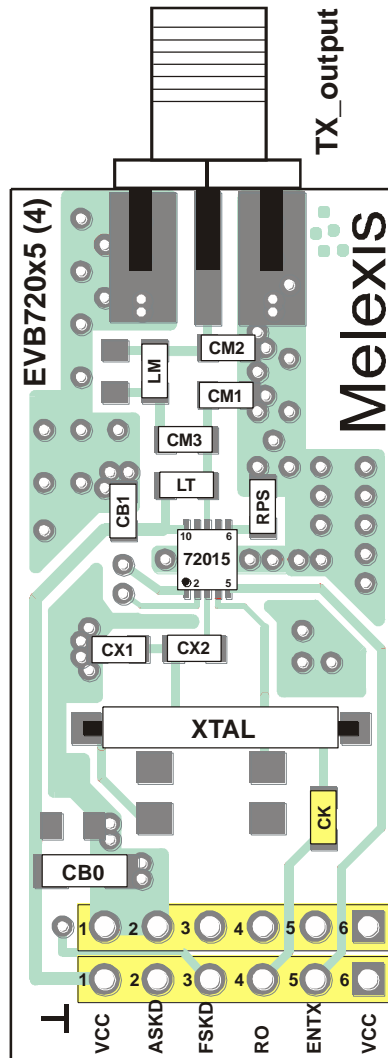 TX_output
EVB720x5 (4)
Melexis
CM2
LM
CM1
CM3
LT
CB1
RPS
10 6
72015
2 5
CX1 CX2
XTAL
CK
CB0
1 2 3 4 5 6
1 2 3 4 5 6
VCC ASKD FSKD RO ENTX VCC